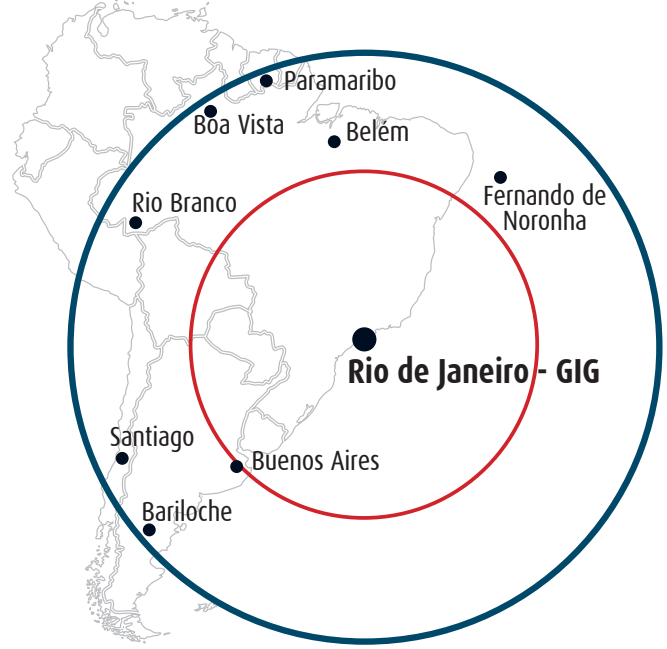 Paramaribo
Boa Vista
Belém
Rio Branco
Fernando de
Noronha
Rio de Janeiro - GIG
Santiago
Buenos Aires
Bariloche